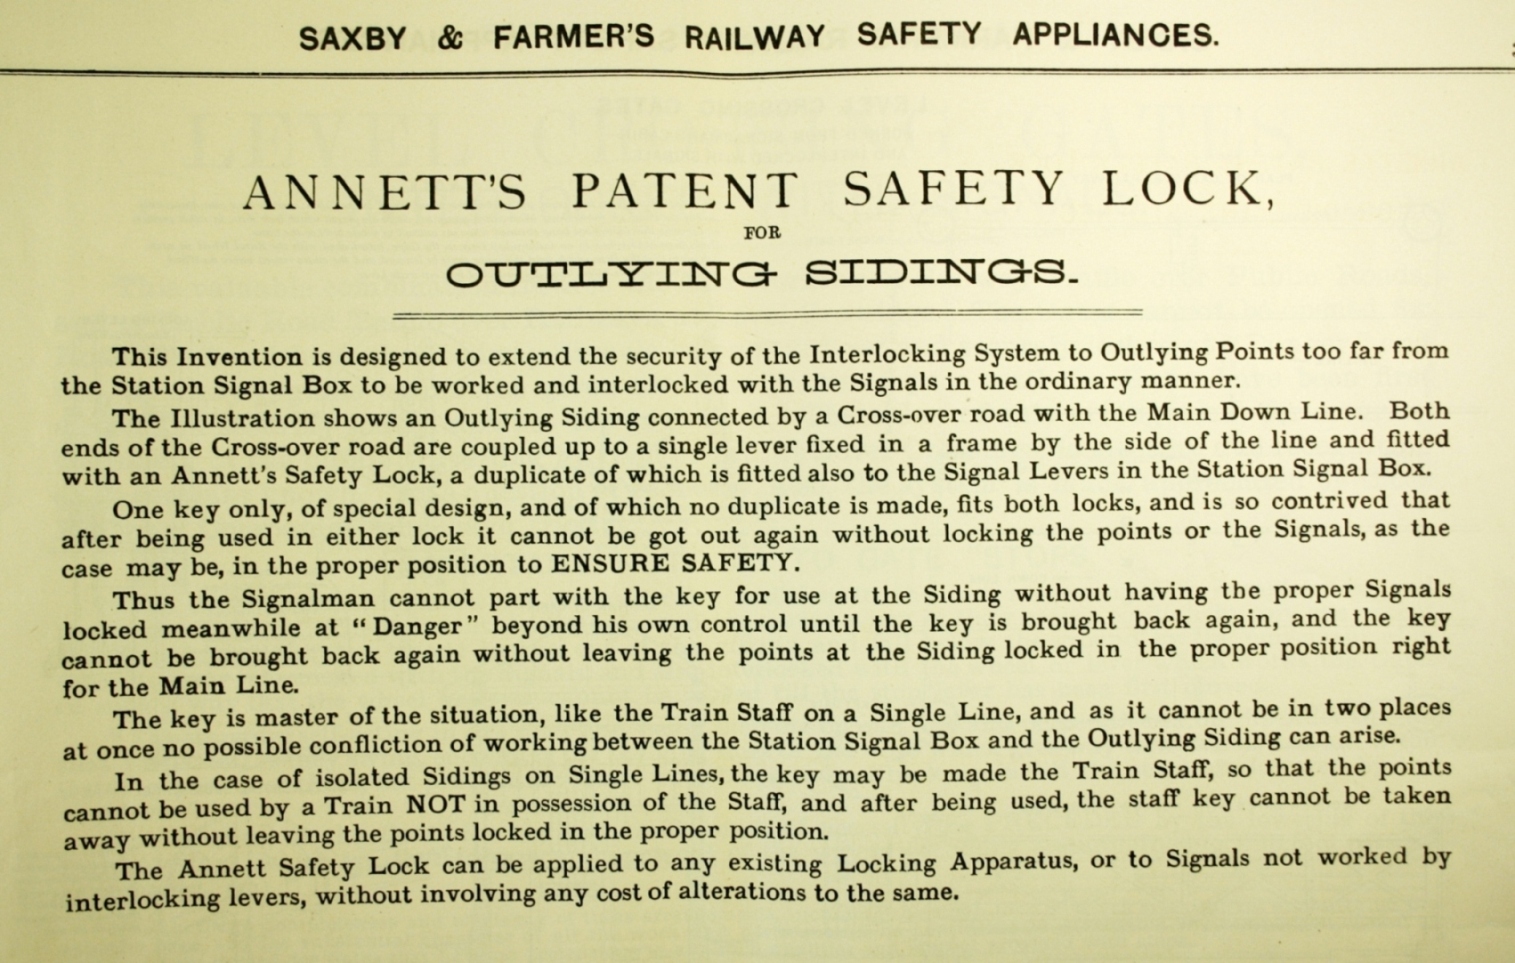 SAXBY & FARMER'S RAILWAY SAFETY APPLIANCES.
ANNETT'S PATENT SAFETY LOCK,
FOR
OUTLYING SIDINGS.
This Invention is designed to extend the security of the Interlocking System to Outlying Points too far from
the Station Signal Box to be worked and interlocked with the Signals in the ordinary manner.
The Illustration shows an Outlying Siding connected by a Cross-over road with the Main Down Line. Both
ends of the Cross-over road are coupled up to a single lever fixed in a frame by the side of the line and fitted
with an Annett's Safety Lock, a duplicate of which is fitted also to the Signal Levers in the Station Signal Box.
One key only, of special design, and of which no duplicate is made, fits both locks, and is so contrived that
after being used in either lock it cannot be got out again without locking the points or the Signals, as the
case may be, in the proper position to ENSURE SAFETY.
Thus the Signalman cannot part with the key for use at the Siding without having the proper Signals
locked meanwhile at "Danger" beyond his own control until the key is brought back again, and the key
cannot be brought back again without leaving the points at the Siding locked in the proper position right
for the Main Line.
The key is master of the situation, like the Train Staff on a Single Line, and as it cannot be in two places
at once no possible confliction of working between the Station Signal Box and the Outlying Siding can arise.
In the case of isolated Sidings on Single Lines, the key may be made the Train Staff, so that the points
cannot be used by a Train NOT in possession of the Staff, and after being used, the staff key cannot be taken
away without leaving the points locked in the proper position.
The Annett Safety Lock can be applied to any existing Locking Apparatus, or to Signals not worked by
interlocking levers, without involving any cost of alterations to the same.